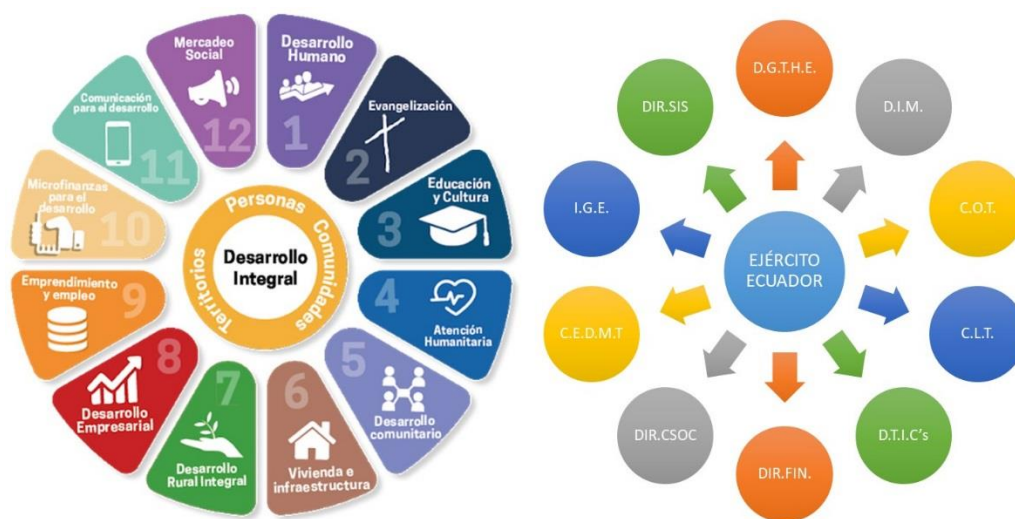 Desarrollo
Humano
1
Evangelización
2
Educación
y Cultura
3
4
Atención
Humanitaria
5
Desarrollo
comunitario
6
Vivienda e
infraestructura
7
Desarrollo
Rural Integral
8
Desarrollo
Empresarial
Emprendimiento
y empleo
9
Microfinanzas
para el
desarrollo
10
Comunicación
para el desarrollo
11
Mercadeo
Social
12
Personas
Comunidades
Territorios
Desarrollo
Integral
D.G.T.H.E.
D.I.M.
C.O.T.
C.L.T.
D.T.I.C's
DIR.FIN.
DIR.CSOC
C.E.D.M.T
I.G.E.
DIR.SIS
EJÉRCITO
ECUADOR